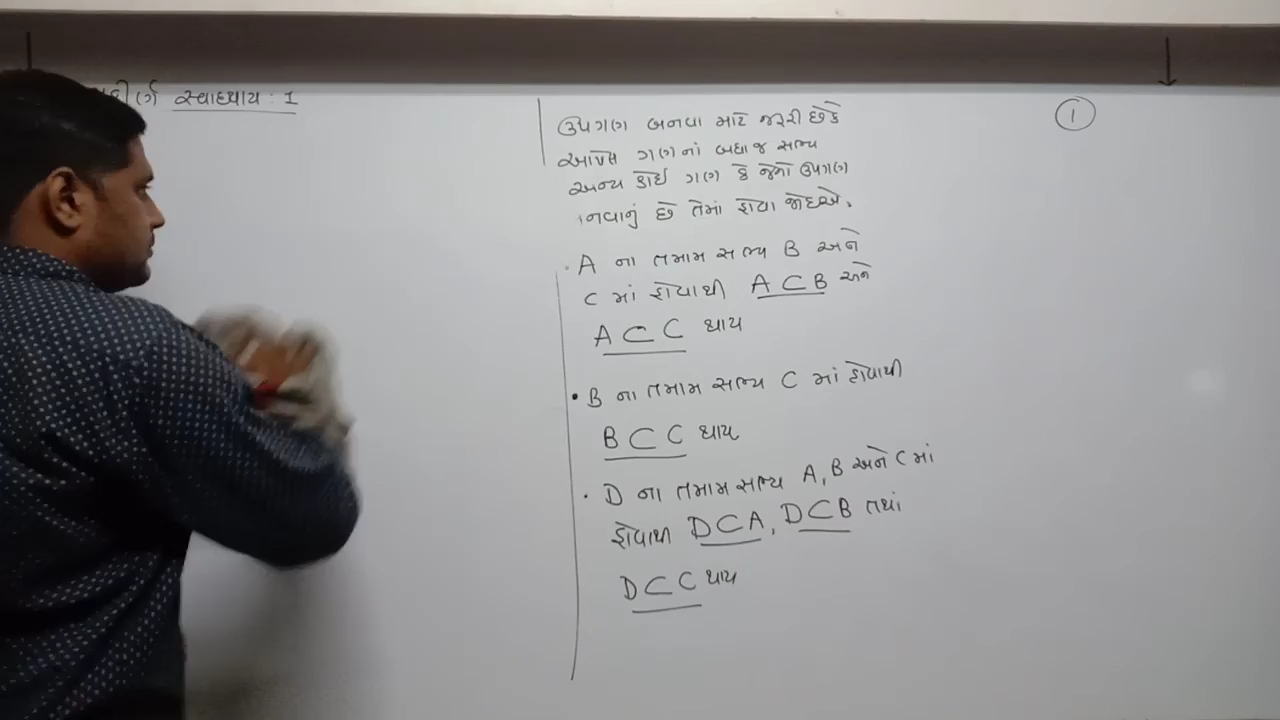 સ્વાધ્યાય : 1
1
ઉપગણ બનવા માટે જરૂરી છે કે
આપેલ ગણનાં બધા જ સભ્ય
અન્ય કોઈ ગણ કે જેનો ઉપગણ
બનવાનું છે તેમાં હોવા જોઈએ.
A ના તમામ સભ્ય B અને
C માં હોવાથી A ⊂ B અને
A ⊂ C થાય
• B ના તમામ સભ્ય C માં હોવાથી
B ⊂ C થાય
• D ના તમામ સભ્ય A, B અને C માં
હોવાથી D ⊂ A, D ⊂ B તથાં
D ⊂ C થાય